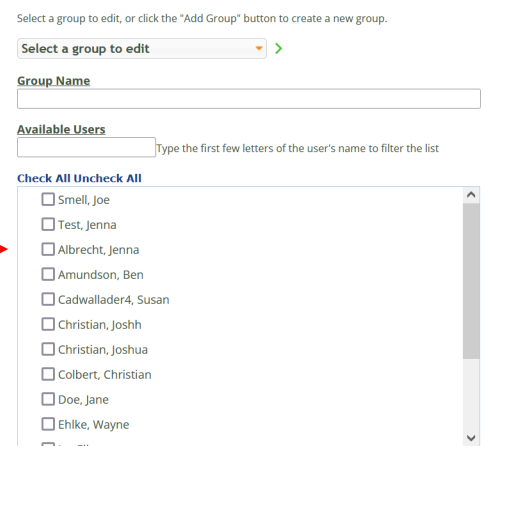 Select a group to edit, or click the "Add Group" button to create a new group.
Select a group to edit
Group Name
Available Users
Type the first few letters of the user's name to filter the list
Check All Uncheck All
Smell, Joe
Test, Jenna
Albrecht, Jenna
Amundson, Ben
Cadwallader4, Susan
Christian, Joshh
Christian, Joshua
Colbert, Christian
Doe, Jane
Ehlke, Wayne